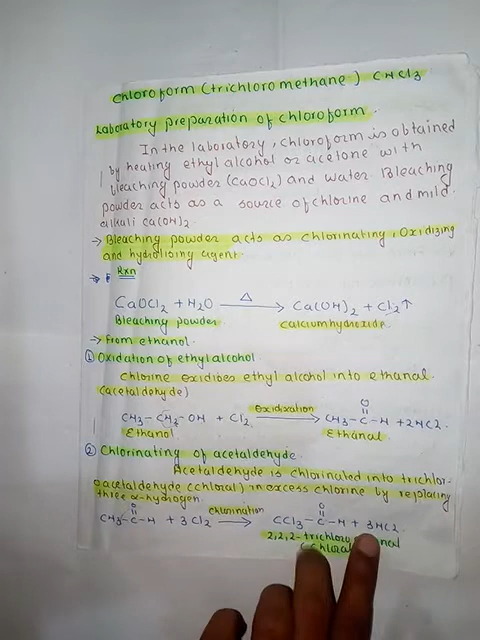 Chloroform (trichloromethane) CHCl3
Laboratory preparation of chloroform.
In the laboratory, chloroform is obtained
by heating ethyl alcohol or acetone with
bleaching powder (CaOCl2) and water. Bleaching
powder acts as a source of chlorine and mild
alkali Ca(OH)2.
→ Bleaching powder acts as chlorinating, Oxidizing
and hydrolising agent.
Rxn
CaOCl2 + H2O —Δ→ Ca(OH)2 + Cl2↑
Bleaching powder calciumhydroxide
→ From ethanol.
① Oxidation of ethyl alcohol.
Chlorine oxidies ethyl alcohol into ethanal.
(acetaldehyde)
O
CH3-CH2-OH + Cl2 —Oxidixation→ CH3-C-H + 2HCl.
Ethanol Ethanal
② Chlorinating of acetaldehyde.
Acetaldehyde is chlorinated into trichlor-
oacetaldehyde (chloral) in excess chlorine by replacing
three α-hydrogen.
O O
CH3-C-H + 3Cl2 —Chlorination→ CCl3-C-H + 3HCl.
2,2,2-trichloro
(Chloral